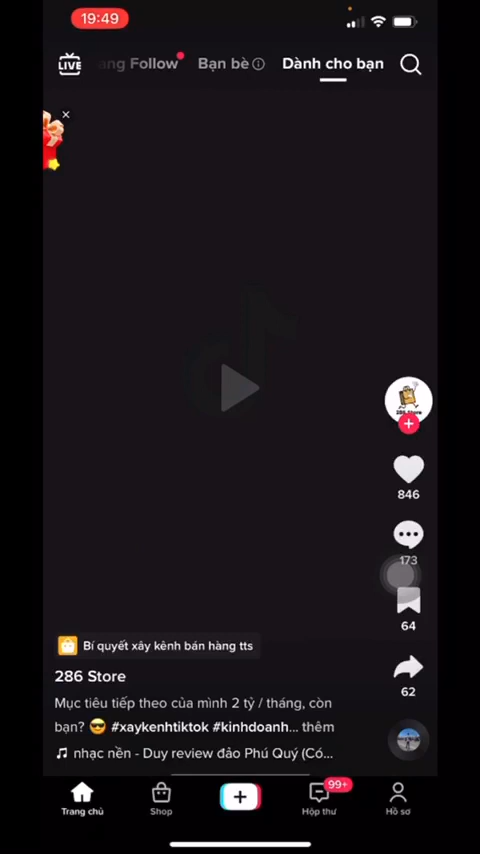 19:49
LIVE
ang Follow
Bạn bè
Dành cho bạn
286 Store
846
173
64
Bí quyết xây kênh bán hàng tts
286 Store
62
Mục tiêu tiếp theo của mình 2 tỷ / tháng, còn
bạn? 😎 #xaykenhtiktok #kinhdoanh... thêm
nhạc nền - Duy review đảo Phú Quý (Có...
99+
Trang chủ
Shop
Hộp thư
Hồ sơ